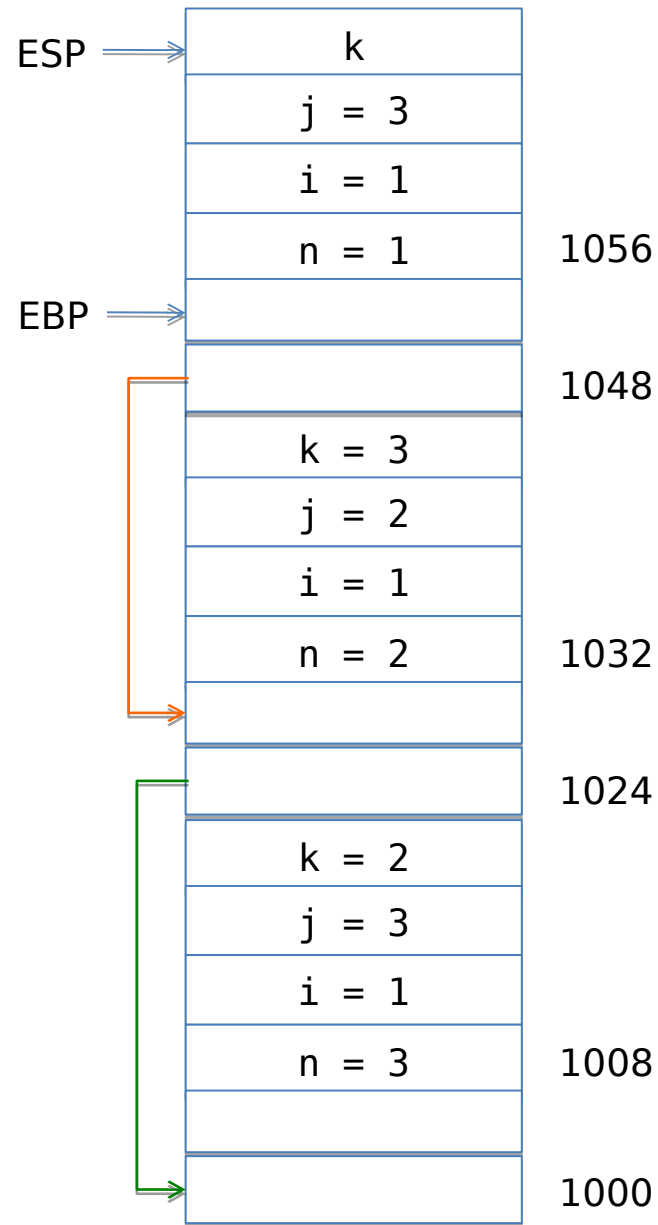 ESP
k
j = 3
i = 1
n = 1
1056
EBP
1048
k = 3
j = 2
i = 1
n = 2
1032
1024
k = 2
j = 3
i = 1
n = 3
1008
1000